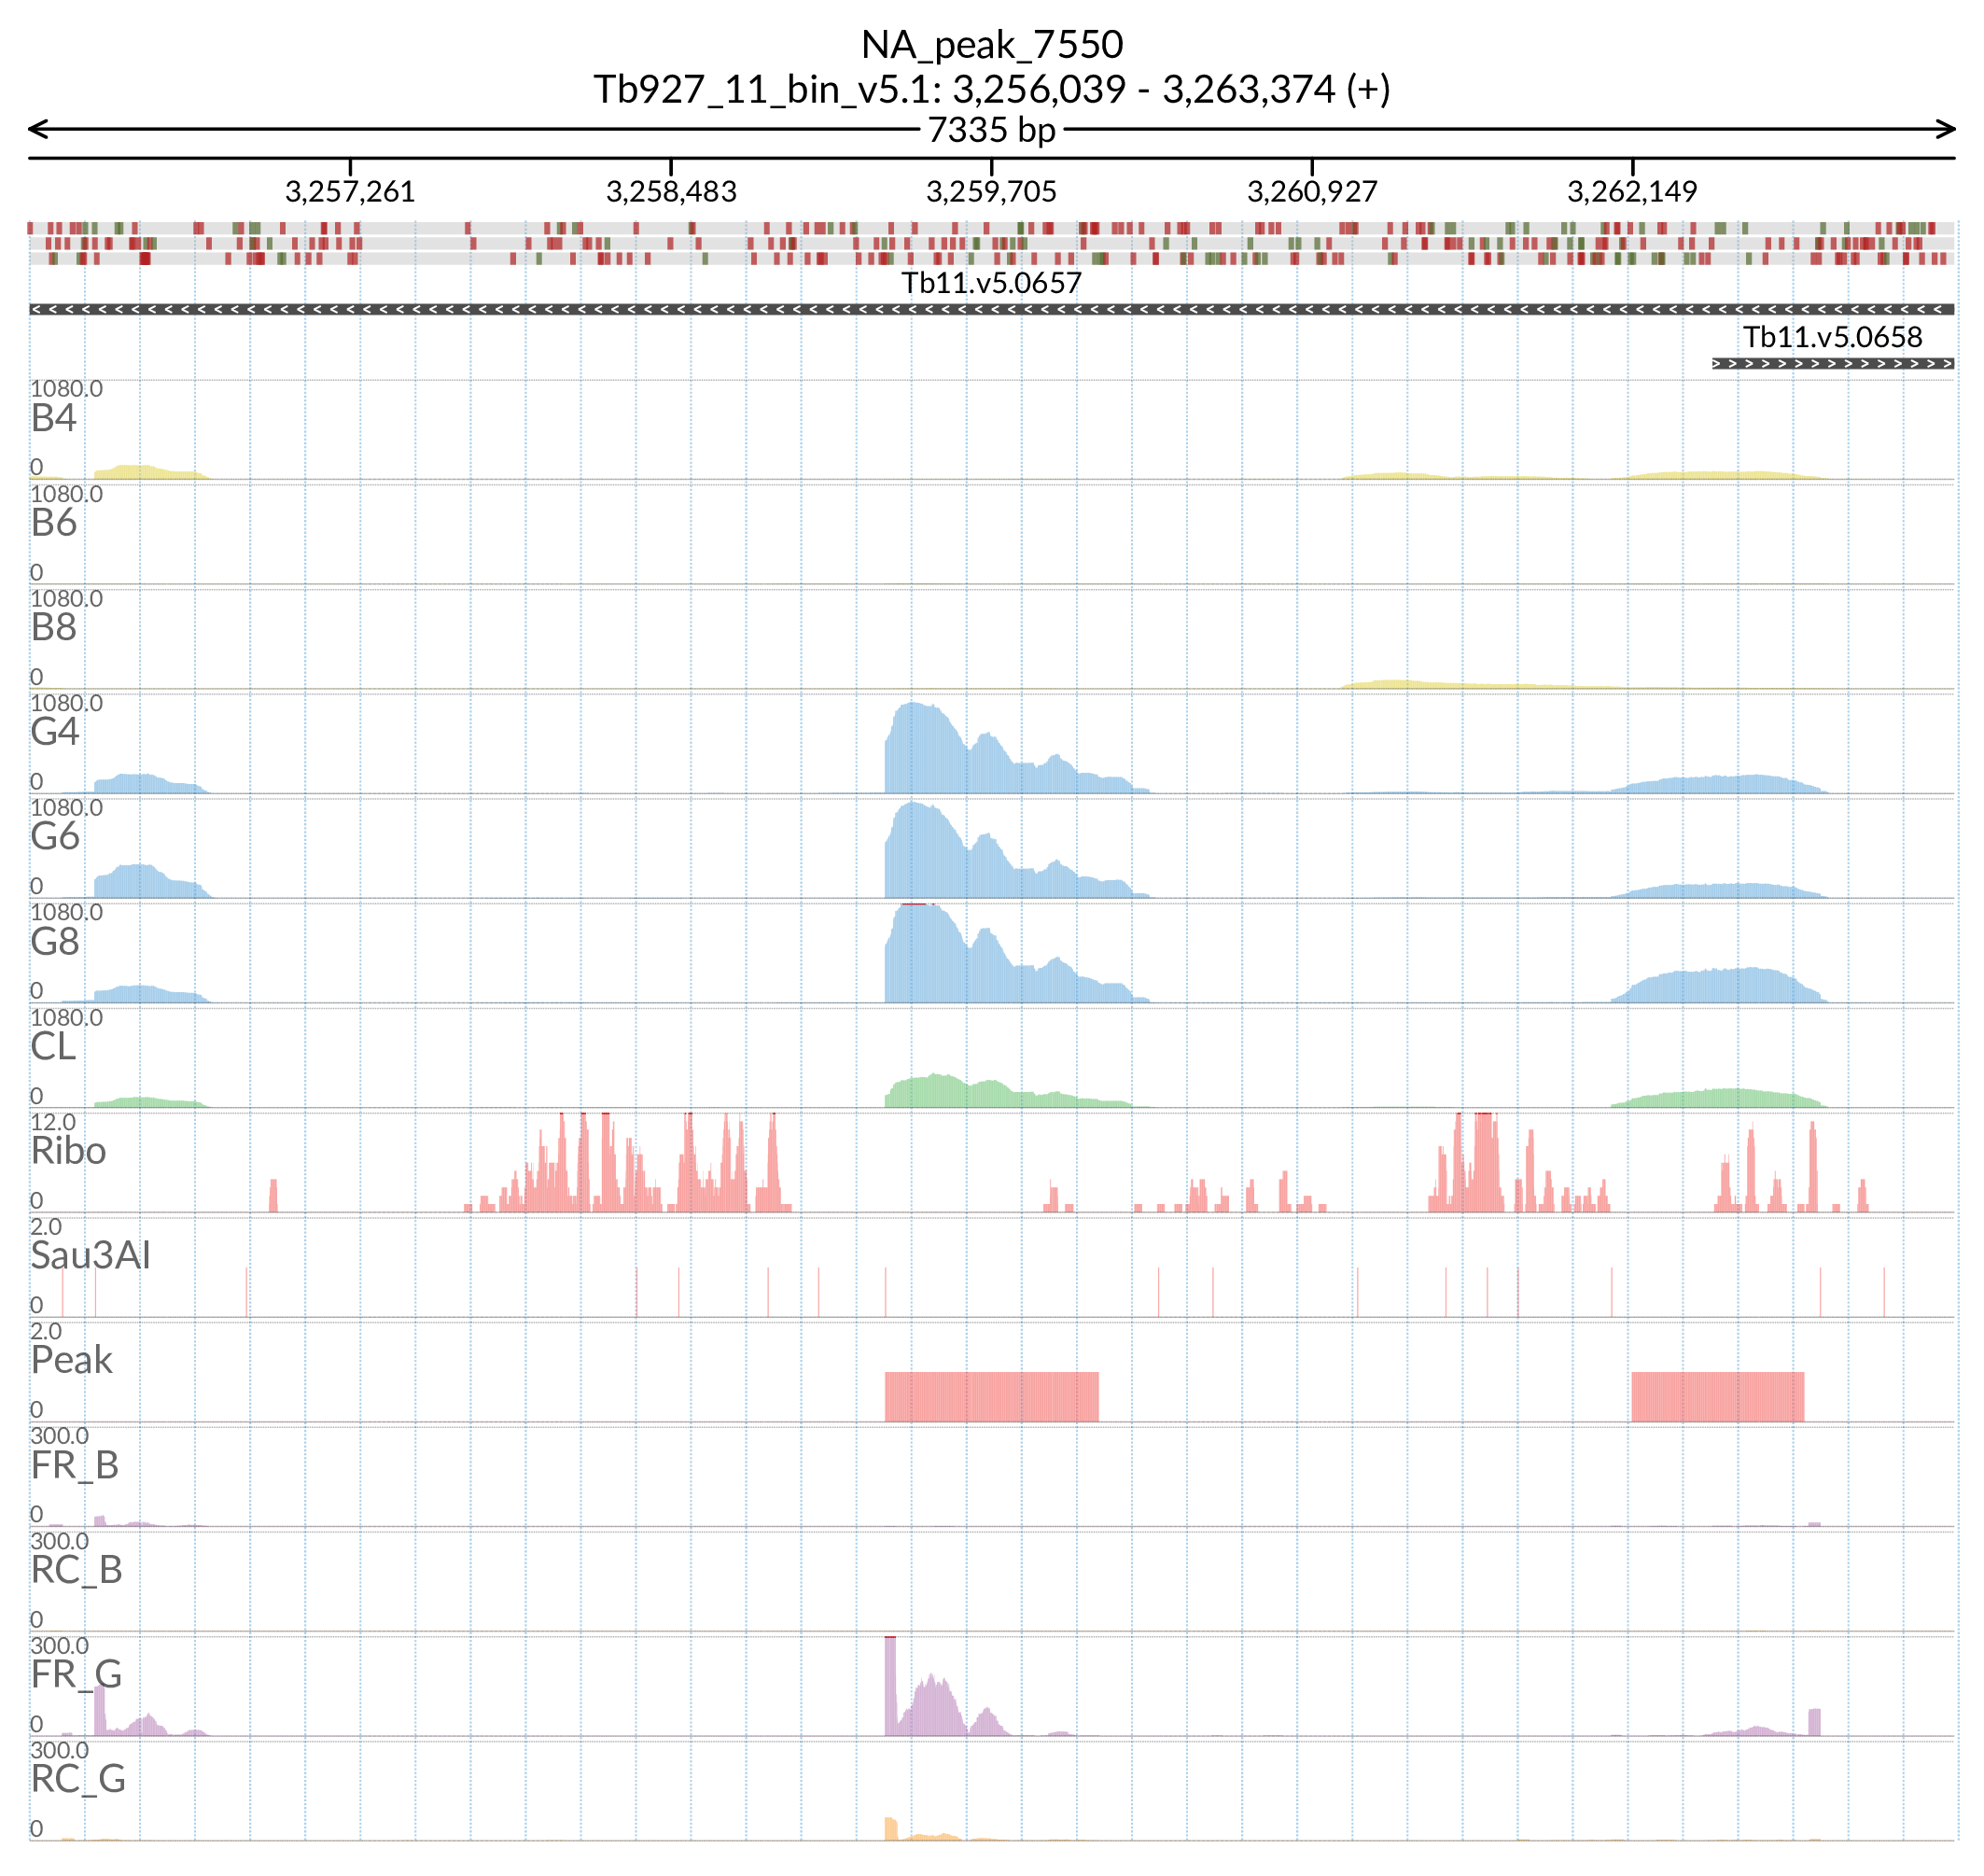 NA_peak_7550
Tb927_11_bin_v5.1: 3,256,039 - 3,263,374 (+)
7335 bp
3,257,261 3,258,483 3,259,705 3,260,927 3,262,149
Tb11.v5.0657
Tb11.v5.0658
1080.0
B4
0
1080.0
B6
0
1080.0
B8
0
1080.0
G4
0
1080.0
G6
0
1080.0
G8
0
1080.0
CL
0
12.0
Ribo
0
2.0
Sau3AI
0
2.0
Peak
0
300.0
FR_B
0
300.0
RC_B
0
300.0
FR_G
0
300.0
RC_G
0